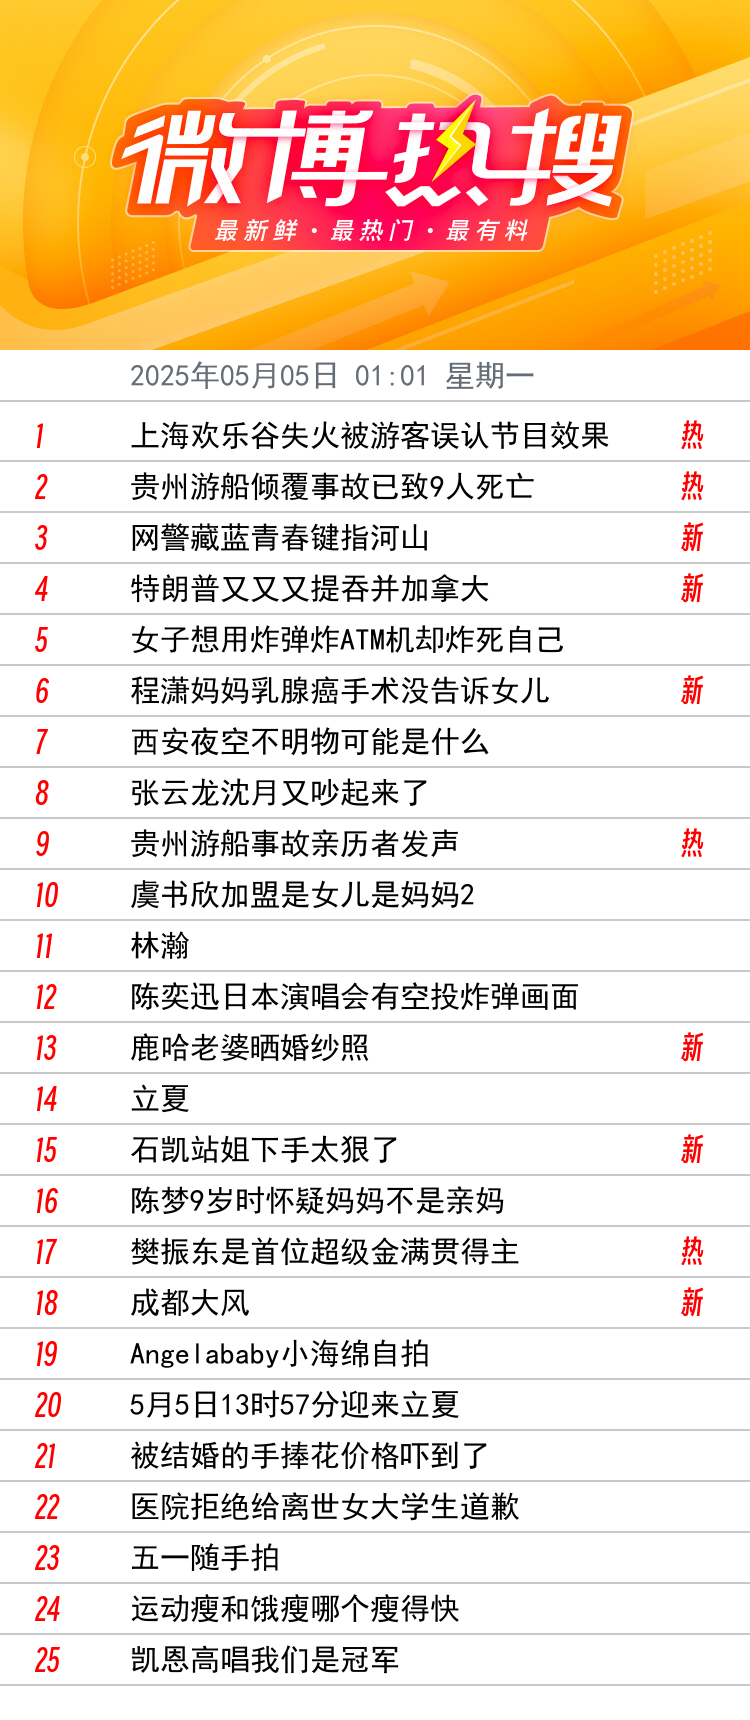 微博热搜
最新鲜·最热门·最有料
2025年05月05日 01:01 星期一
1 上海欢乐谷失火被游客误认节目效果 热
2 贵州游船倾覆事故已致9人死亡 热
3 网警藏蓝青春键指河山 新
4 特朗普又又又提吞并加拿大 新
5 女子想用炸弹炸ATM机却炸死自己
6 程潇妈妈乳腺癌手术没告诉女儿 新
7 西安夜空不明物可能是什么
8 张云龙沈月又吵起来了
9 贵州游船事故亲历者发声 热
10 虞书欣加盟是女儿是妈妈2
11 林瀚
12 陈奕迅日本演唱会有空投炸弹画面
13 鹿哈老婆晒婚纱照 新
14 立夏
15 石凯站姐下手太狠了 新
16 陈梦9岁时怀疑妈妈不是亲妈
17 樊振东是首位超级金满贯得主 热
18 成都大风 新
19 Angelababy小海绵自拍
20 5月5日13时57分迎来立夏
21 被结婚的手捧花价格吓到了
22 医院拒绝给离世女大学生道歉
23 五一随手拍
24 运动瘦和饿瘦哪个瘦得快
25 凯恩高唱我们是冠军